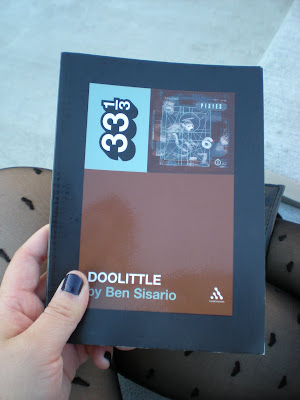 33 1/3
PIXIES
DOOLITTLE
by Ben Sisario